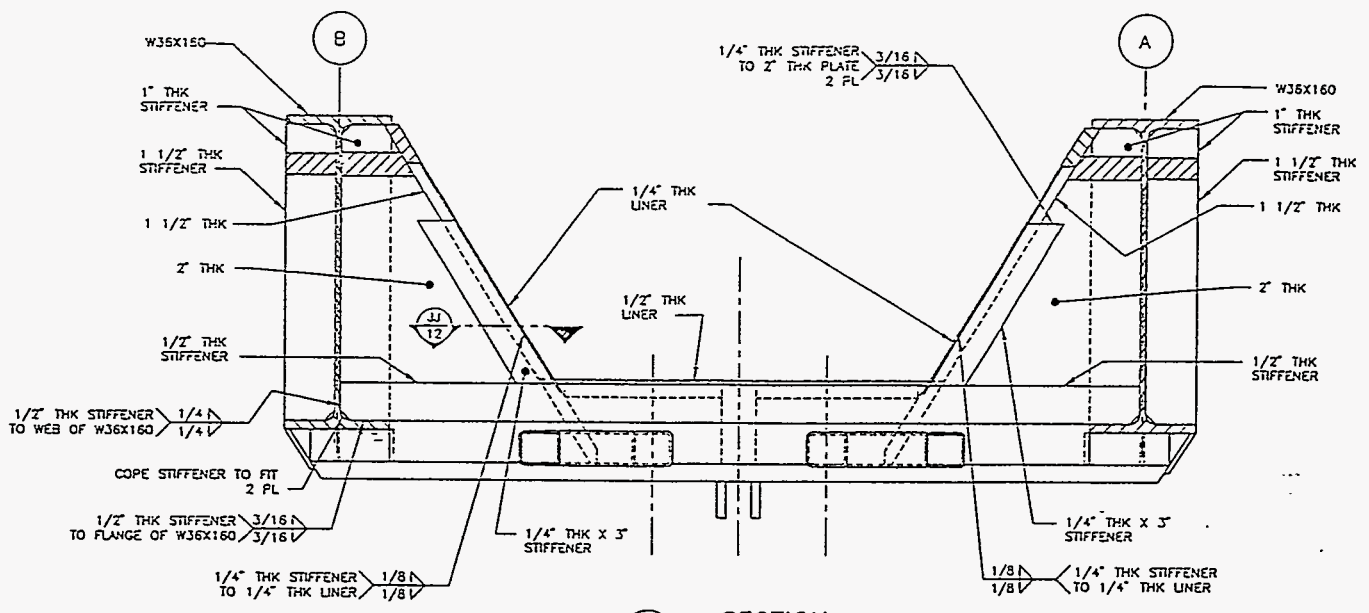 B
A
W36X160
1" THK
STIFFENER
1 1/2" THK
STIFFENER
1 1/2" THK
2" THK
1/2" THK
STIFFENER
1/2" THK STIFFENER
TO WEB OF W36X160
1/4
1/4
COPE STIFFENER TO FIT
2 PL
1/2" THK STIFFENER
TO FLANGE OF W36X160
3/16
3/16
1/4" THK STIFFENER
TO 1/4" THK LINER
1/8
1/8
JJ
12
1/4" THK X 3"
STIFFENER
1/4" THK
LINER
1/2" THK
LINER
1/4" THK STIFFENER
TO 2" THK PLATE
2 PL
3/16
3/16
W36X160
1" THK
STIFFENER
1 1/2" THK
STIFFENER
1 1/2" THK
2" THK
1/2" THK
STIFFENER
1/4" THK X 3"
STIFFENER
1/8
1/8
1/4" THK STIFFENER
TO 1/4" THK LINER
SECTION